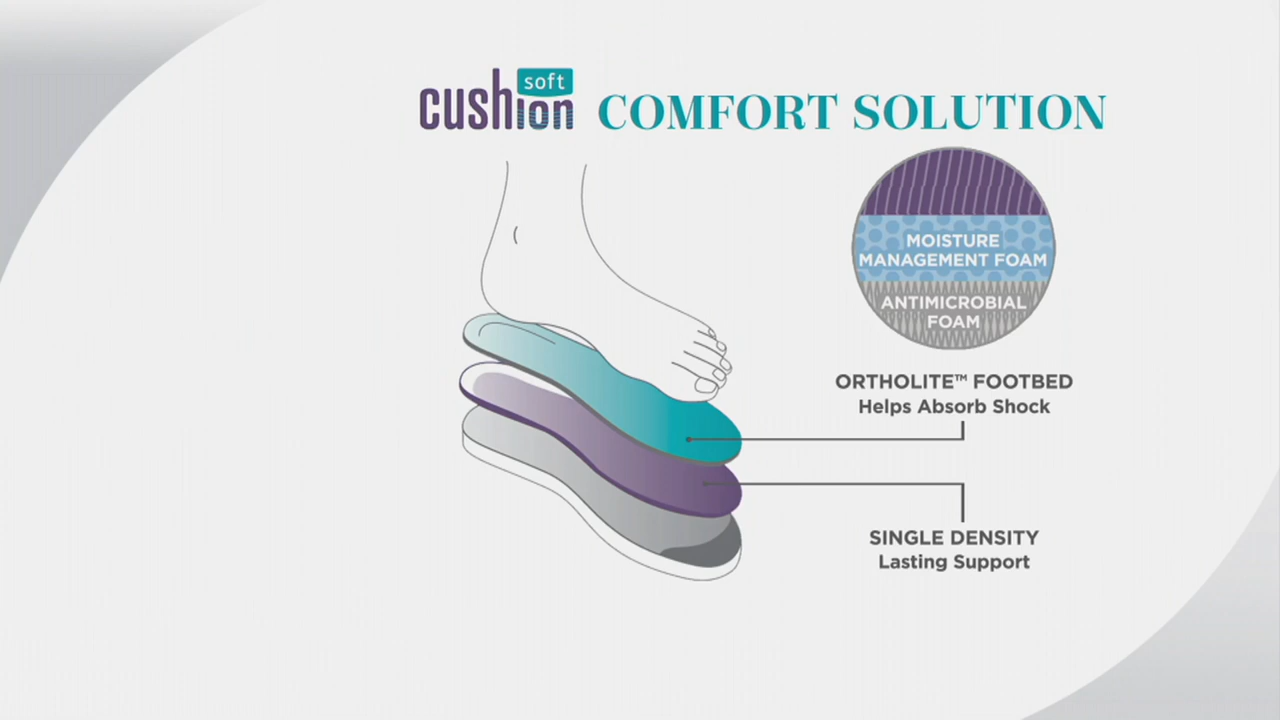 soft
cushion COMFORT SOLUTION
MOISTURE
MANAGEMENT FOAM
ANTIMICROBIAL
FOAM
ORTHOLITE™ FOOTBED
Helps Absorb Shock
SINGLE DENSITY
Lasting Support